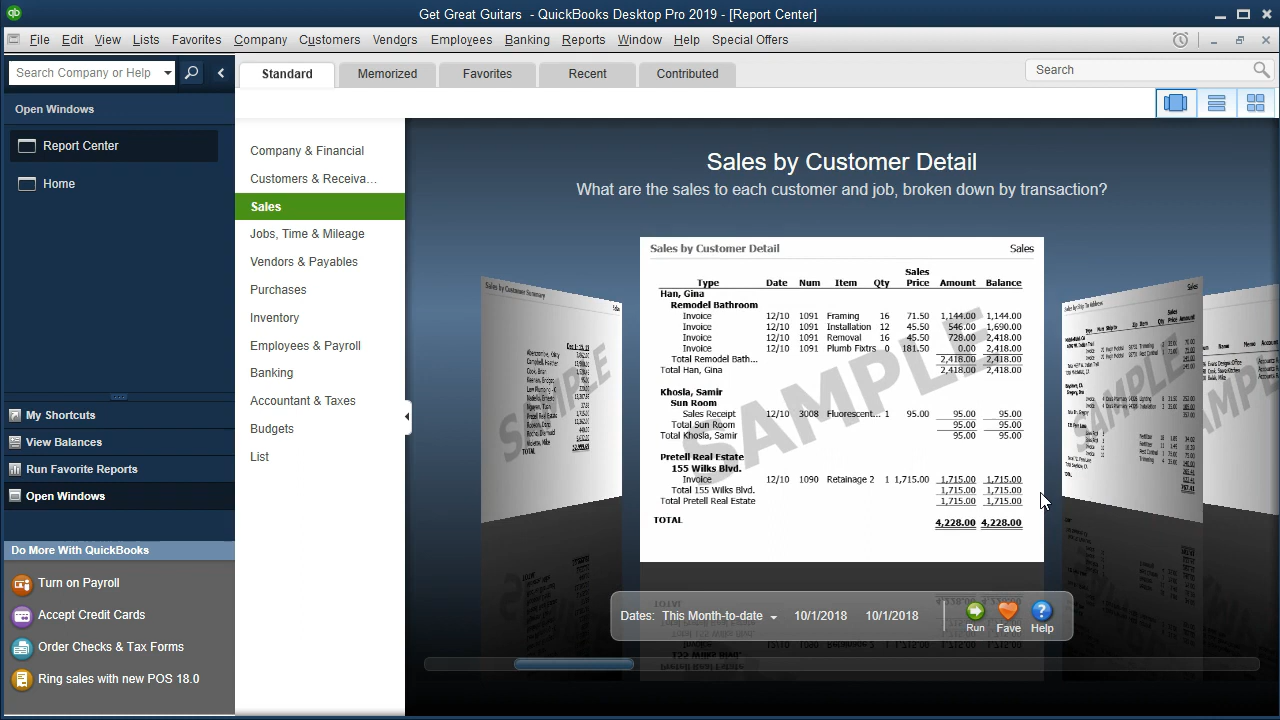 Get Great Guitars - QuickBooks Desktop Pro 2019 - [Report Center]
File Edit View Lists Favorites Company Customers Vendors Employees Banking Reports Window Help Special Offers
Search Company or Help
Standard Memorized Favorites Recent Contributed
Search
Open Windows
Report Center
Home
My Shortcuts
View Balances
Run Favorite Reports
Open Windows
Do More With QuickBooks
Turn on Payroll
Accept Credit Cards
Order Checks & Tax Forms
Ring sales with new POS 18.0
Company & Financial
Customers & Receiva...
Sales
Jobs, Time & Mileage
Vendors & Payables
Purchases
Inventory
Employees & Payroll
Banking
Accountant & Taxes
Budgets
List
Sales by Customer Detail
What are the sales to each customer and job, broken down by transaction?
Sales by Customer Detail Sales
Sales
Type Date Num Item Qty Price Amount Balance
Han, Gina
Remodel Bathroom
Invoice 12/10 1091 Framing 16 71.50 1,144.00 1,144.00
Invoice 12/10 1091 Installation 12 45.50 546.00 1,690.00
Invoice 12/10 1091 Removal 16 45.50 728.00 2,418.00
Invoice 12/10 1091 Plumb Fixtrs 0 181.50 0.00 2,418.00
Total Remodel Bath... 2,418.00 2,418.00
Total Han, Gina 2,418.00 2,418.00
Khosla, Samir
Sun Room
Sales Receipt 12/10 3008 Fluorescent... 1 95.00 95.00 95.00
Total Sun Room 95.00 95.00
Total Khosla, Samir 95.00 95.00
Pretell Real Estate
155 Wilks Blvd.
Invoice 12/10 1090 Retainage 2 1 1,715.00 1,715.00 1,715.00
Total 155 Wilks Blvd. 1,715.00 1,715.00
Total Pretell Real Estate 1,715.00 1,715.00
TOTAL 4,228.00 4,228.00
SAMPLE
Sales by Customer Summary
SAMPLE
TOTAL
Sales by Ship To Address Sales
SAMPLE
SAMPLE
Dates: This Month-to-date 10/1/2018 10/1/2018
Run Fave Help